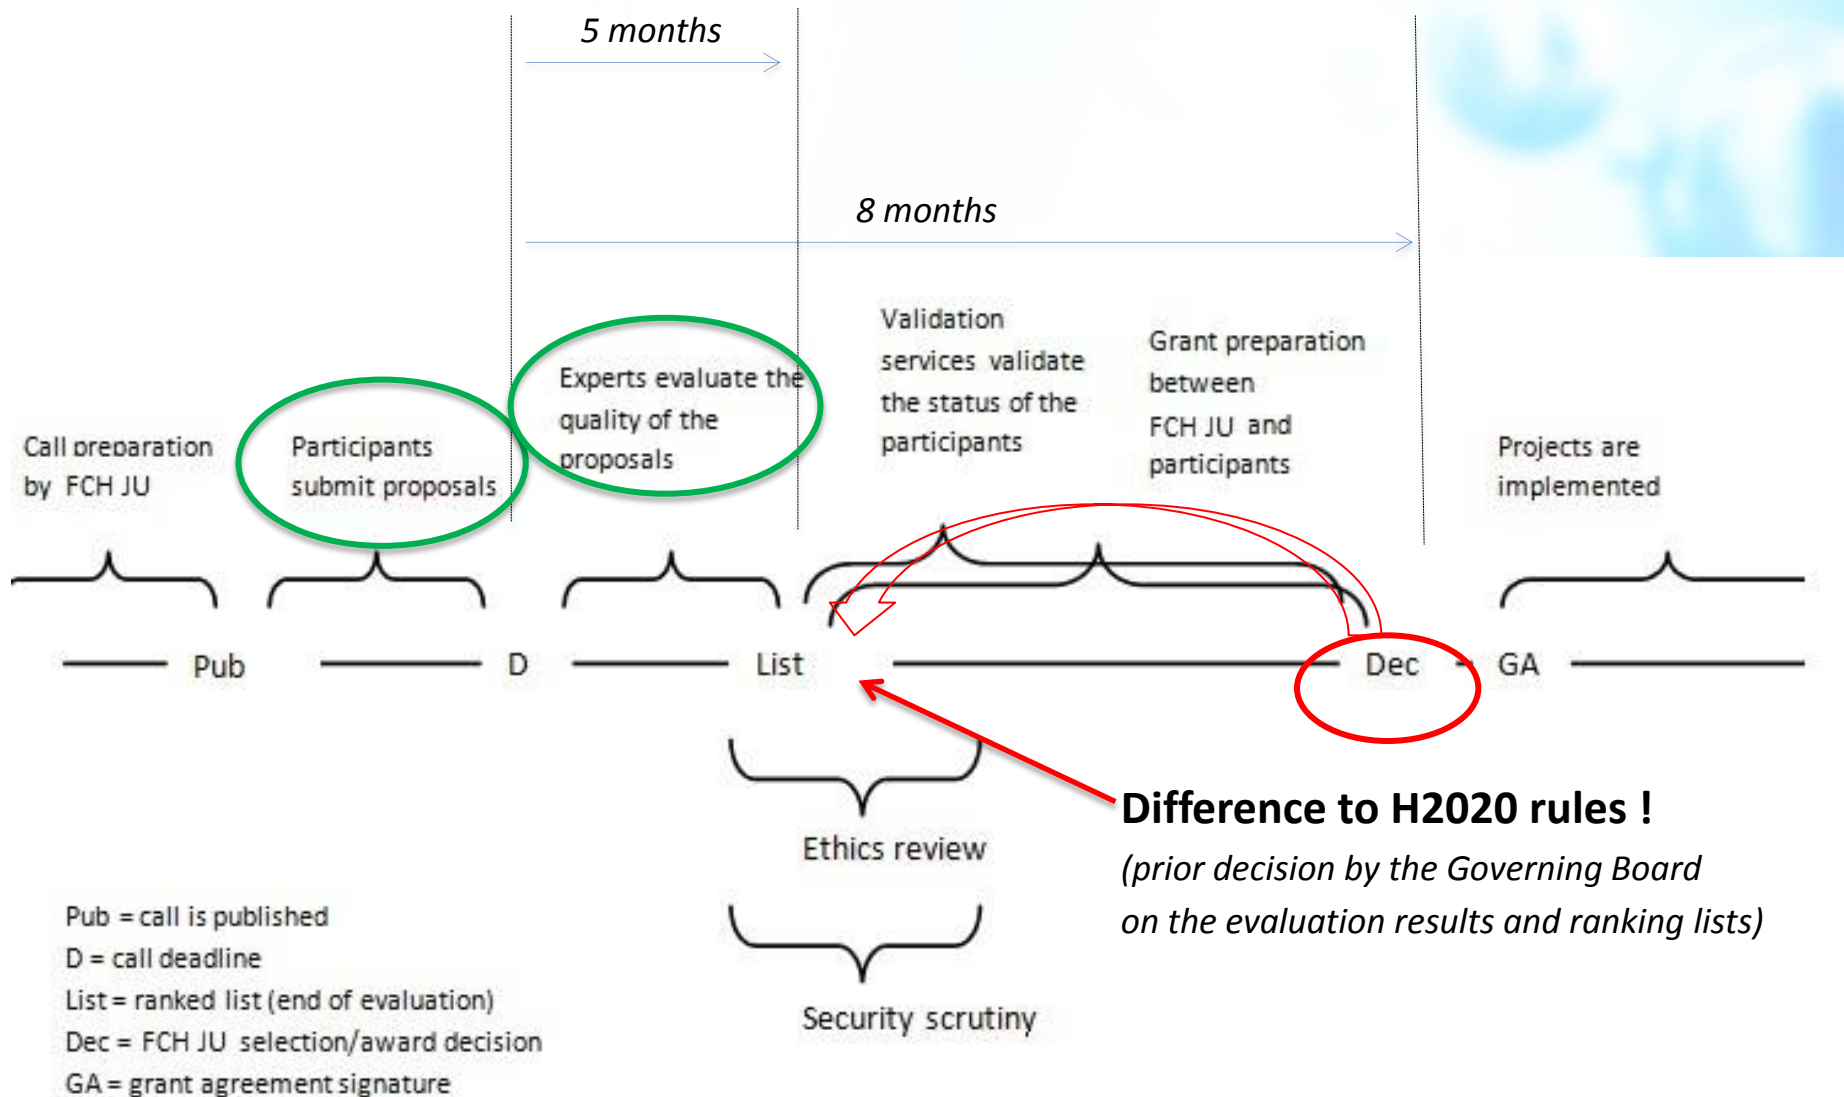 5 months
8 months
Call preparation
by FCH JU
Participants
submit proposals
Experts evaluate the
quality of the
proposals
Validation
services validate
the status of the
participants
Grant preparation
between
FCH JU and
participants
Projects are
implemented
Pub
D
List
Dec
GA
Ethics review
Security scrutiny
Difference to H2020 rules !
(prior decision by the Governing Board
on the evaluation results and ranking lists)
Pub = call is published
D = call deadline
List = ranked list (end of evaluation)
Dec = FCH JU selection/award decision
GA = grant agreement signature